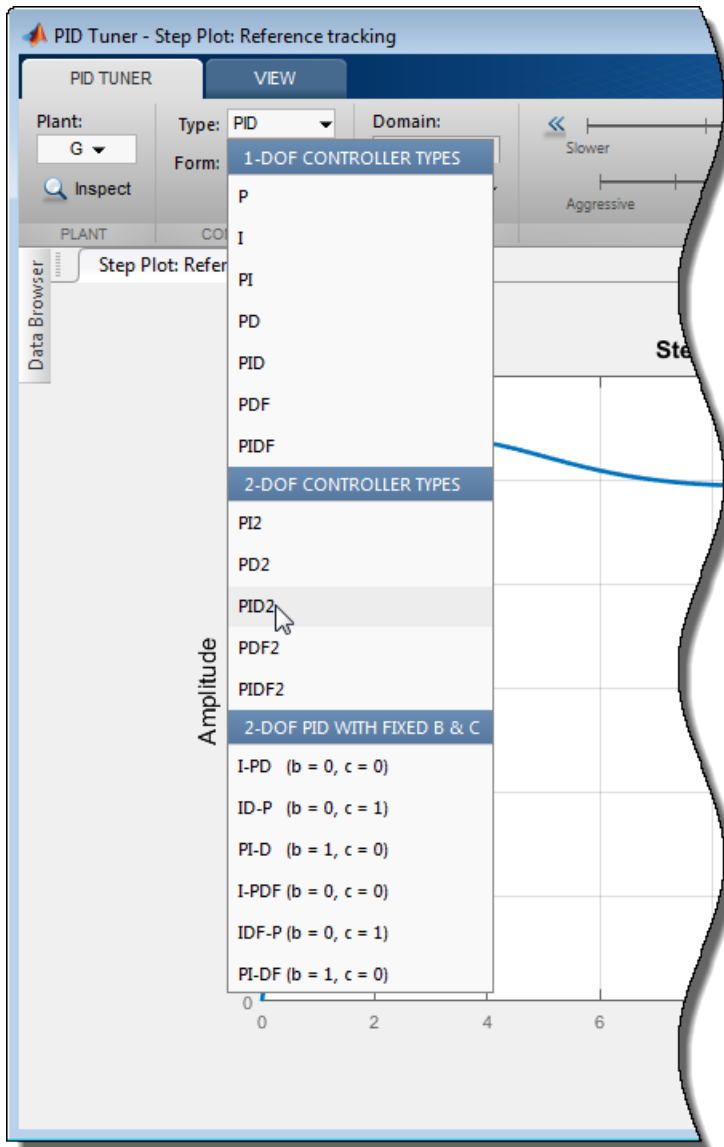 PID Tuner - Step Plot: Reference tracking
PID TUNER VIEW
Plant: Type: PID Domain:
G Form: Slower
Inspect Aggressive
PLANT
Step Plot: Refer
Data Browser
1-DOF CONTROLLER TYPES
P
I
PI
PD
PID
PDF
PIDF
2-DOF CONTROLLER TYPES
PI2
PD2
PID2
PDF2
PIDF2
2-DOF PID WITH FIXED B & C
I-PD (b = 0, c = 0)
ID-P (b = 0, c = 1)
PI-D (b = 1, c = 0)
I-PDF (b = 0, c = 0)
IDF-P (b = 0, c = 1)
PI-DF (b = 1, c = 0)
Ste
Amplitude
0
0 2 4 6